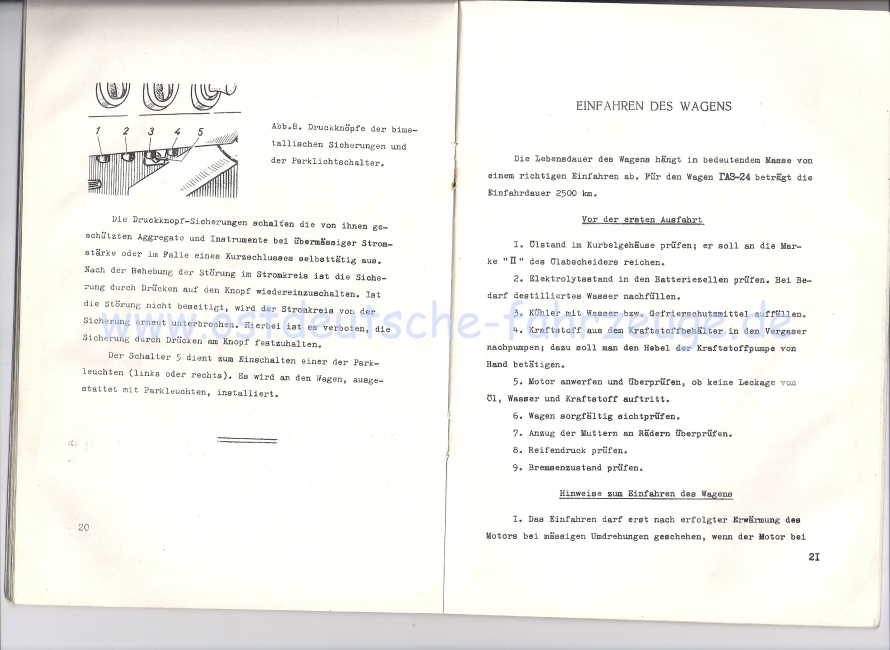 1 2 3 4 5
Abb.8. Druckknöpfe der bime-
tallischen Sicherungen und
der Parklichtschalter.
Die Druckknopf-Sicherungen schalten die von ihnen ge-
schützten Aggregate und Instrumente bei übermässiger Strom-
stärke oder im Falle eines Kurzschlusses selbsttätig aus.
Nach der Behebung der Störung im Stromkreis ist die Siche-
rung durch Drücken auf den Knopf wiedereinzuschalten. Ist
die Störung nicht beseitigt, wird der Stromkreis von der
Sicherung erneut unterbrochen. Hierbei ist es verboten, die
Sicherung durch Drücken am Knopf festzuhalten.
Der Schalter 5 dient zum Einschalten einer der Park-
leuchten (links oder rechts). Es wird an den Wagen, ausge-
stattet mit Parkleuchten, installiert.
20
EINFAHREN DES WAGENS
Die Lebensdauer des Wagens hängt in bedeutendem Masse von
einem richtigen Einfahren ab. Für den Wagen ГАЗ-24 beträgt die
Einfahrdauer 2500 km.
Vor der ersten Ausfahrt
I. Ölstand im Kurbelgehäuse prüfen; er soll an die Mar-
ke "П" des Ölabscheiders reichen.
2. Elektrolytsstand in den Batteriezellen prüfen. Bei Be-
darf destilliertes Wasser nachfüllen.
3. Kühler mit Wasser bzw. Gefrierschutzmittel auffüllen.
4. Kraftstoff aus dem Kraftstoffbehälter in den Vergaser
nachpumpen; dazu soll man den Hebel der Kraftstoffpumpe von
Hand betätigen.
5. Motor anwerfen und überprüfen, ob keine Leckage von
Öl, Wasser und Kraftstoff auftritt.
6. Wagen sorgfältig sichtprüfen.
7. Anzug der Muttern an Rädern überprüfen.
8. Reifendruck prüfen.
9. Bremsenzustand prüfen.
Hinweise zum Einfahren des Wagens
I. Das Einfahren darf erst nach erfolgter Erwärmung des
Motors bei mässigen Umdrehungen geschehen, wenn der Motor bei
2I
www.ostdeutsche-fahrzeuge.de